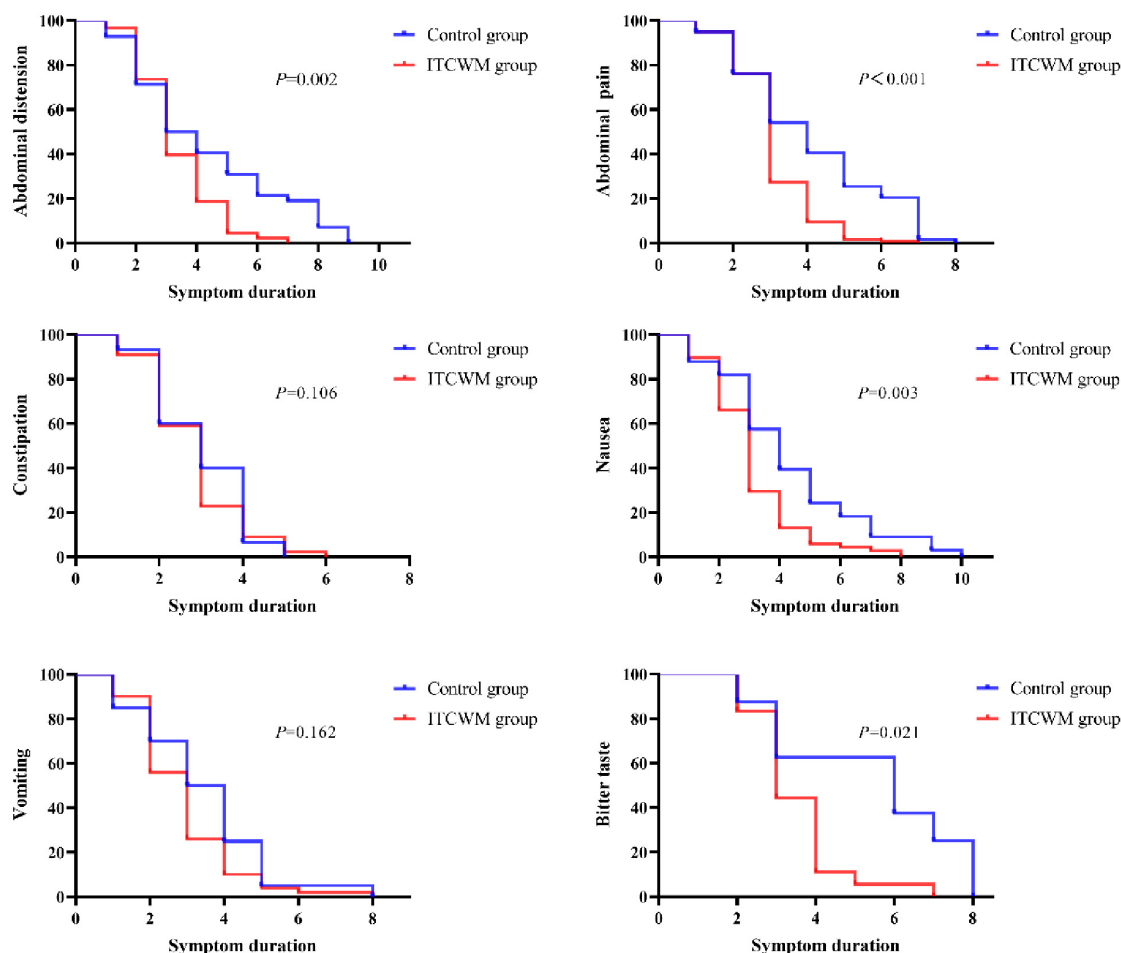 Abdominal distension
100
80
60
40
20
0
0 2 4 6 8 10
Symptom duration
P=0.002
Control group
ITCWM group
Abdominal pain
100
80
60
40
20
0
0 2 4 6 8
Symptom duration
P<0.001
Control group
ITCWM group
Constipation
100
80
60
40
20
0
0 2 4 6 8
Symptom duration
P=0.106
Control group
ITCWM group
Nausea
100
80
60
40
20
0
0 2 4 6 8 10
Symptom duration
P=0.003
Control group
ITCWM group
Vomiting
100
80
60
40
20
0
0 2 4 6 8
Symptom duration
P=0.162
Control group
ITCWM group
Bitter taste
100
80
60
40
20
0
0 2 4 6 8
Symptom duration
P=0.021
Control group
ITCWM group